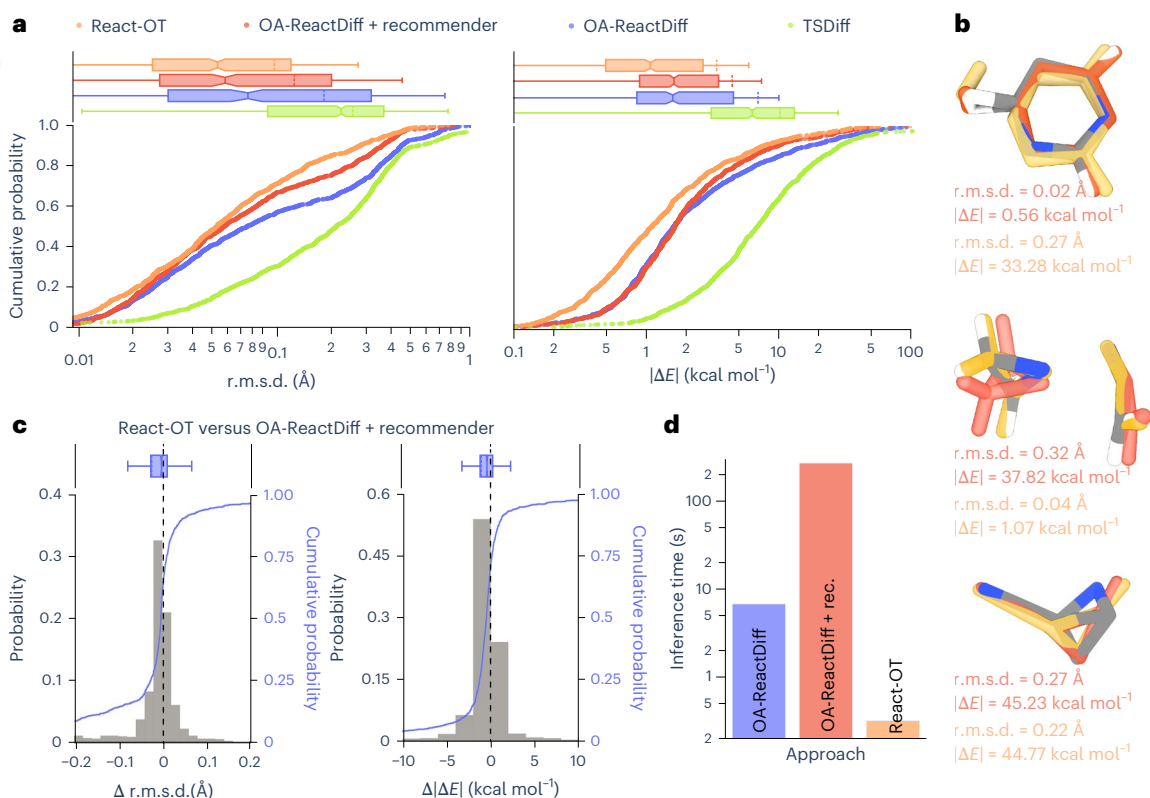 a
React-OT
OA-ReactDiff + recommender
OA-ReactDiff
TSDiff
b
Cumulative probability
1.0
0.8
0.6
0.4
0.2
0
0.01 2 3 4 5 6 7 8 9 0.1 2 3 4 5 6 7 8 9 1
r.m.s.d. (Å)
0.1 2 5 1 2 5 10 2 5 100
|ΔE| (kcal mol⁻¹)
r.m.s.d. = 0.02 Å
|ΔE| = 0.56 kcal mol⁻¹
r.m.s.d. = 0.27 Å
|ΔE| = 33.28 kcal mol⁻¹
r.m.s.d. = 0.32 Å
|ΔE| = 37.82 kcal mol⁻¹
r.m.s.d. = 0.04 Å
|ΔE| = 1.07 kcal mol⁻¹
r.m.s.d. = 0.27 Å
|ΔE| = 45.23 kcal mol⁻¹
r.m.s.d. = 0.22 Å
|ΔE| = 44.77 kcal mol⁻¹
c
React-OT versus OA-ReactDiff + recommender
Probability
0.4
0.3
0.2
0.1
0
1.00
0.75
0.5
0.25
0
Cumulative probability
−0.2 −0.1 0 0.1 0.2
Δ r.m.s.d.(Å)
Probability
0.6
0.45
0.3
0.15
0
1.00
0.75
0.5
0.25
0
Cumulative probability
−10 −5 0 5 10
Δ|ΔE| (kcal mol⁻¹)
d
Inference time (s)
2
100
5
2
10
5
2
1
5
2
OA-ReactDiff
OA-ReactDiff + rec.
React-OT
Approach